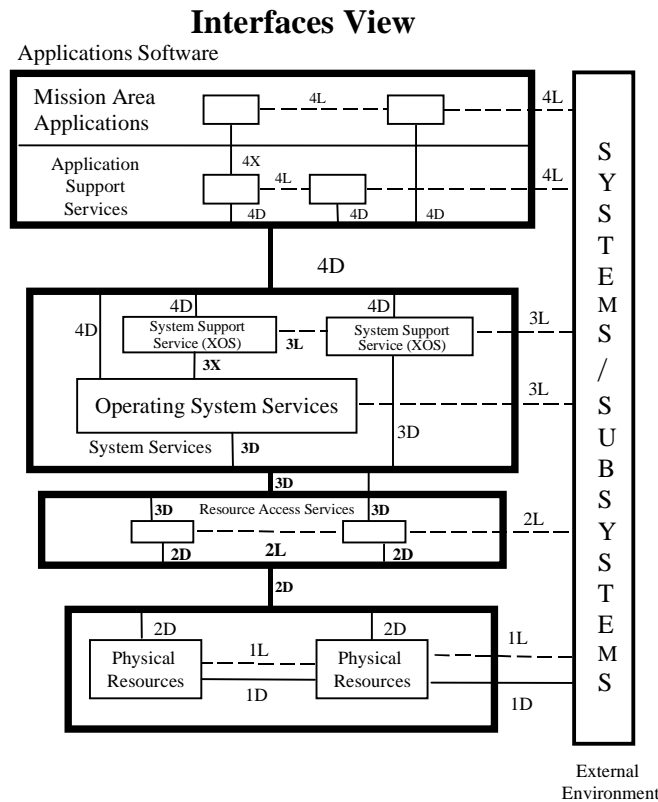 Interfaces View
Applications Software
Mission Area
Applications
4L
4L
4X
Application
Support
Services
4L
4L
4D
4D
4D
4D
4D
4D
4D
System Support
Service (XOS)
3L
System Support
Service (XOS)
3L
3X
Operating System Services
3L
3D
System Services
3D
3D
3D
Resource Access Services
3D
2L
2D
2L
2D
2D
2D
2D
Physical
Resources
1L
1D
Physical
Resources
1L
1D
SYSTEMS / SUBSYSTEMS
External
Environment